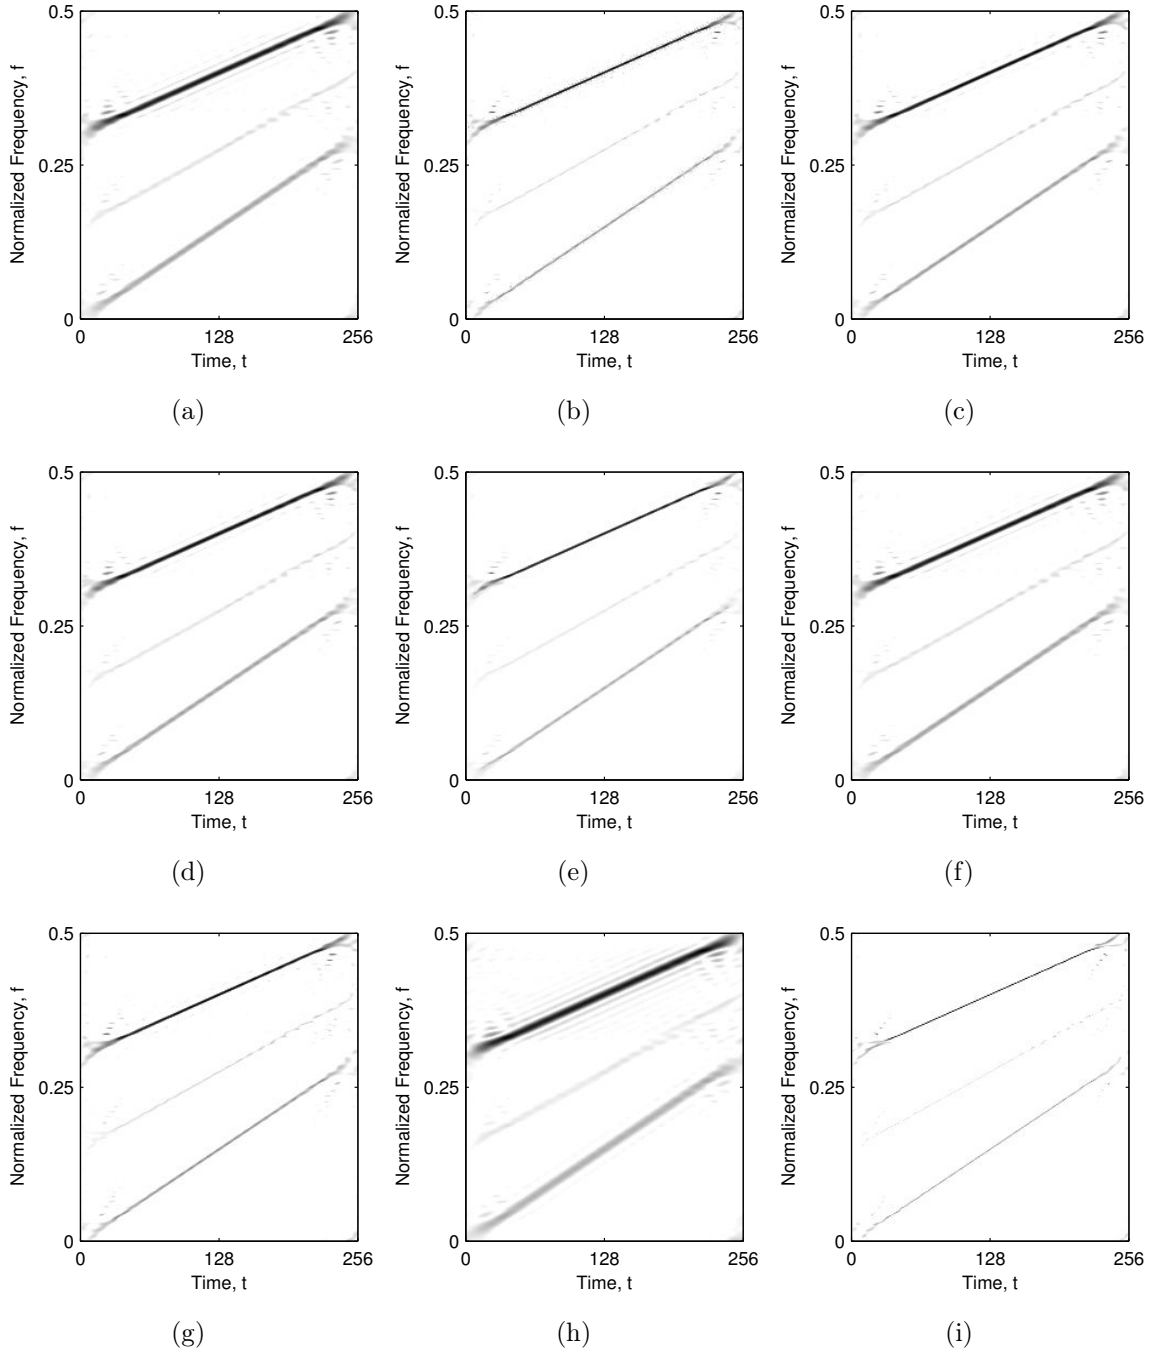 0.5 0.5 0.5
Normalized Frequency, f Normalized Frequency, f Normalized Frequency, f
0.25 0.25 0.25
0 0 0
0 128 256 0 128 256 0 128 256
Time, t Time, t Time, t
(a) (b) (c)
0.5 0.5 0.5
Normalized Frequency, f Normalized Frequency, f Normalized Frequency, f
0.25 0.25 0.25
0 0 0
0 128 256 0 128 256 0 128 256
Time, t Time, t Time, t
(d) (e) (f)
0.5 0.5 0.5
Normalized Frequency, f Normalized Frequency, f Normalized Frequency, f
0.25 0.25 0.25
0 0 0
0 128 256 0 128 256 0 128 256
Time, t Time, t Time, t
(g) (h) (i)